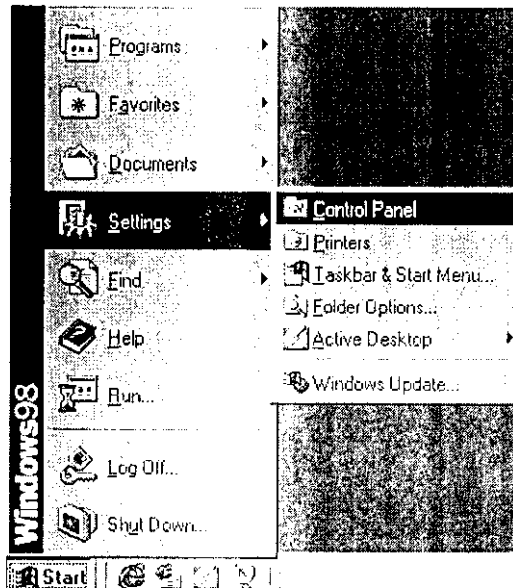 Programs
Favorites
Documents
Settings
Find
Help
Run...
Log Off...
Shut Down...
Control Panel
Printers
Taskbar & Start Menu...
Folder Options...
Active Desktop
Windows Update...
Windows98
Start